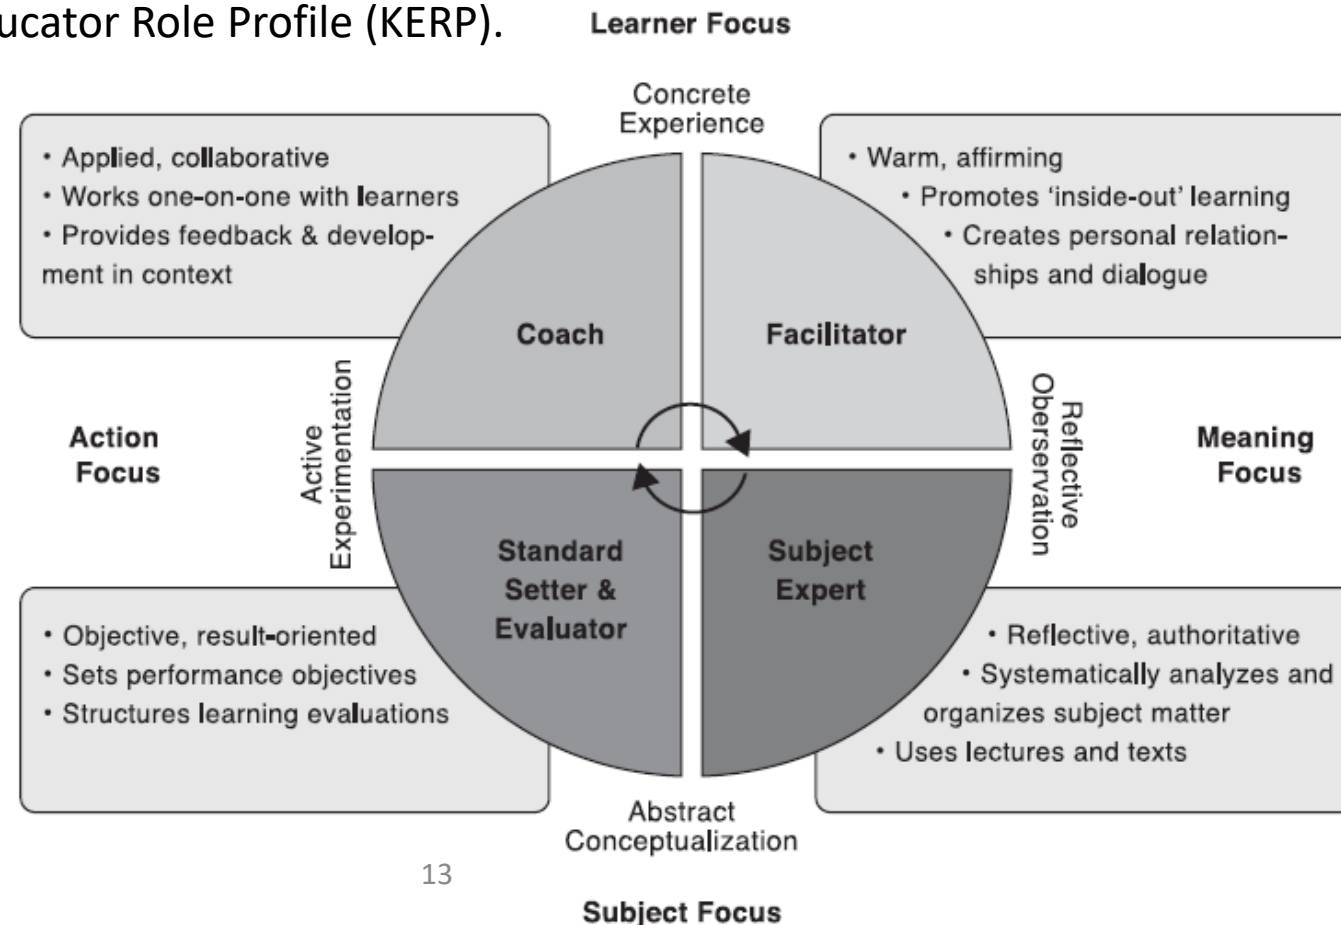 ucator Role Profile (KERP).
Learner Focus
Concrete
Experience
• Applied, collaborative
• Works one-on-one with learners
• Provides feedback & develop-
ment in context
• Warm, affirming
• Promotes ‘inside-out’ learning
• Creates personal relation-
ships and dialogue
Coach
Facilitator
Action
Focus
Active
Experimentation
Reflective
Oberservation
Meaning
Focus
Standard
Setter &
Evaluator
Subject
Expert
• Objective, result-oriented
• Sets performance objectives
• Structures learning evaluations
• Reflective, authoritative
• Systematically analyzes and
organizes subject matter
• Uses lectures and texts
Abstract
Conceptualization
13
Subject Focus